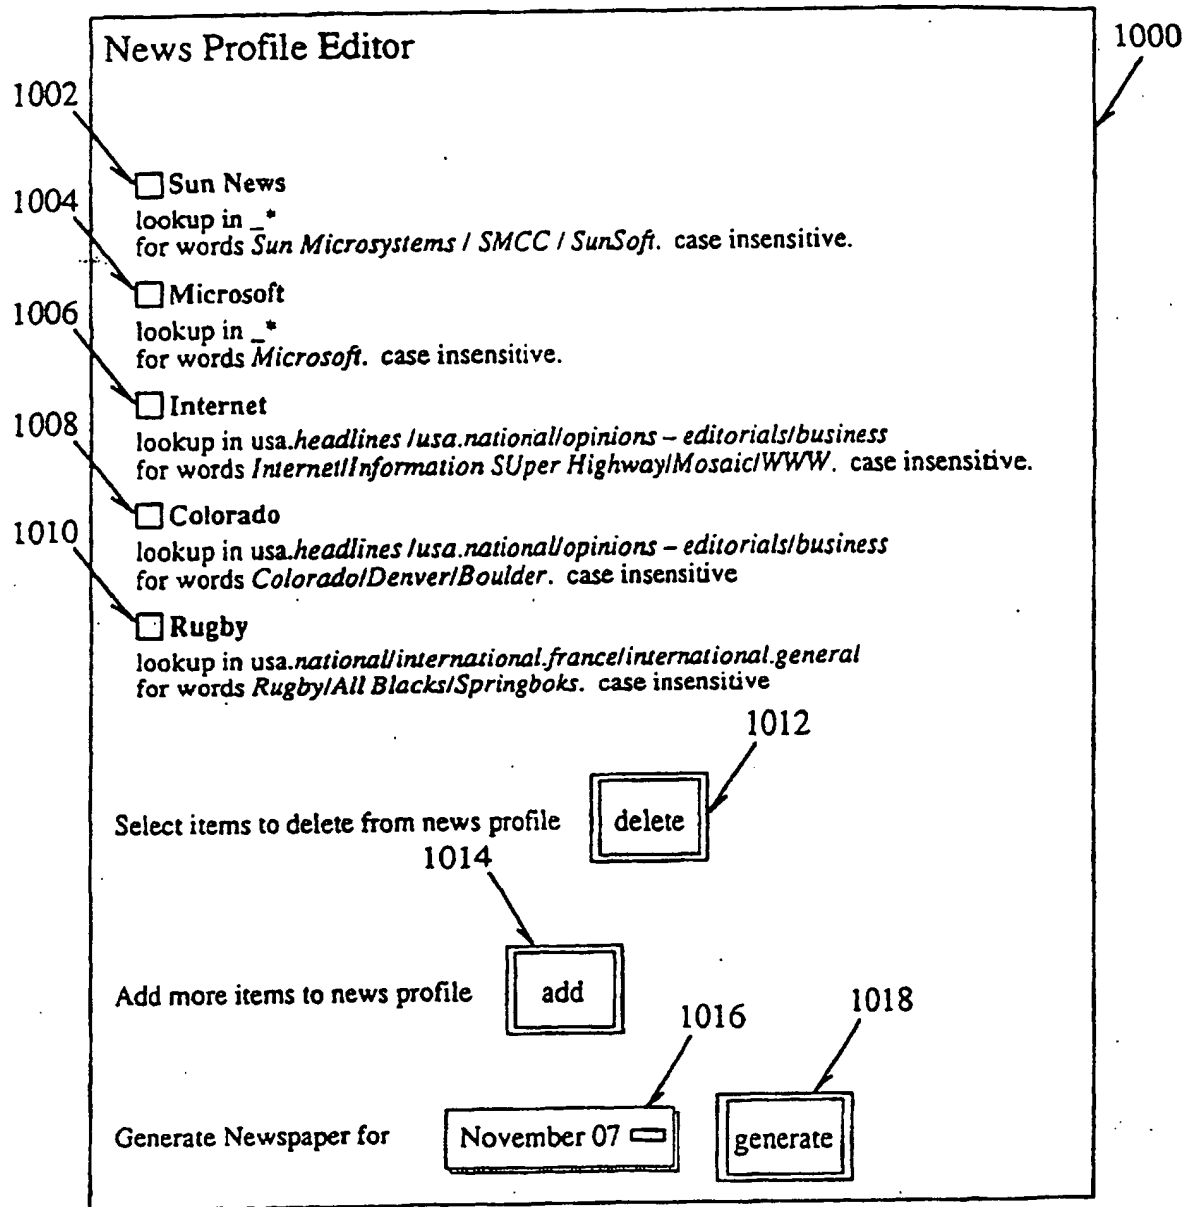 News Profile Editor
1000
1002
Sun News
1004
lookup in _*
for words Sun Microsystems / SMCC / SunSoft. case insensitive.
Microsoft
1006
lookup in _*
for words Microsoft. case insensitive.
Internet
1008
lookup in usa.headlines /usa.national/opinions – editorials/business
for words Internet/Information SUper Highway/Mosaic/WWW. case insensitive.
Colorado
1010
lookup in usa.headlines /usa.national/opinions – editorials/business
for words Colorado/Denver/Boulder. case insensitive
Rugby
lookup in usa.national/international.france/international.general
for words Rugby/All Blacks/Springboks. case insensitive
1012
Select items to delete from news profile delete
1014
Add more items to news profile add
1016
1018
Generate Newspaper for November 07 generate